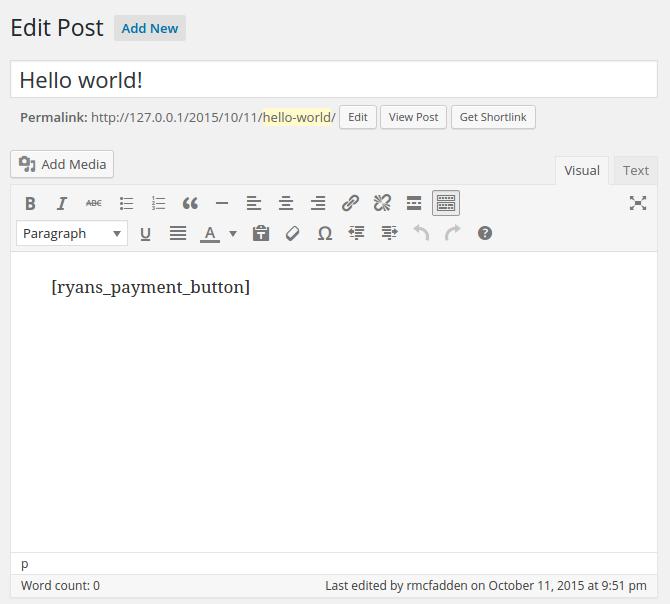 Edit Post Add New
Hello world!
Permalink: http://127.0.0.1/2015/10/11/hello-world/ Edit View Post Get Shortlink
Add Media Visual Text
B I ABC
Paragraph U A Ω ?
[ryans_payment_button]
p
Word count: 0 Last edited by rmcfadden on October 11, 2015 at 9:51 pm